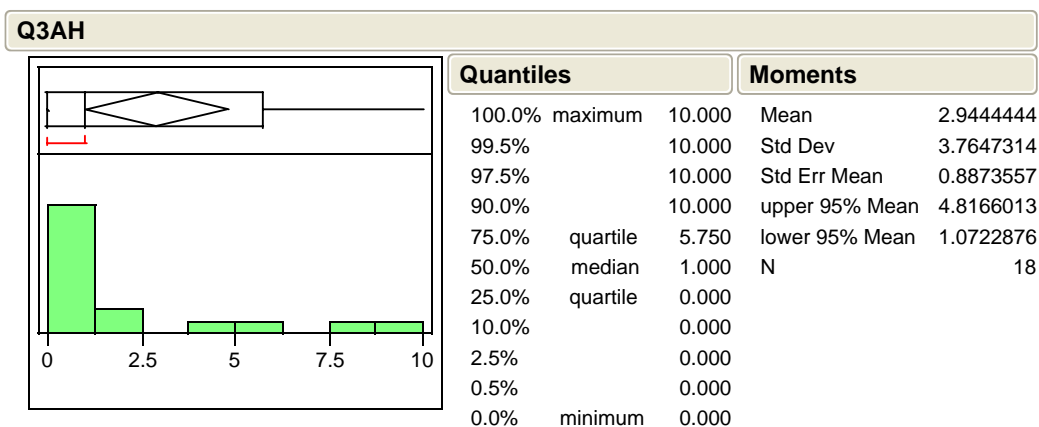 Q3AH
Quantiles
100.0% maximum 10.000
99.5% 10.000
97.5% 10.000
90.0% 10.000
75.0% quartile 5.750
50.0% median 1.000
25.0% quartile 0.000
10.0% 0.000
2.5% 0.000
0.5% 0.000
0.0% minimum 0.000
Moments
Mean 2.9444444
Std Dev 3.7647314
Std Err Mean 0.8873557
upper 95% Mean 4.8166013
lower 95% Mean 1.0722876
N 18
0 2.5 5 7.5 10